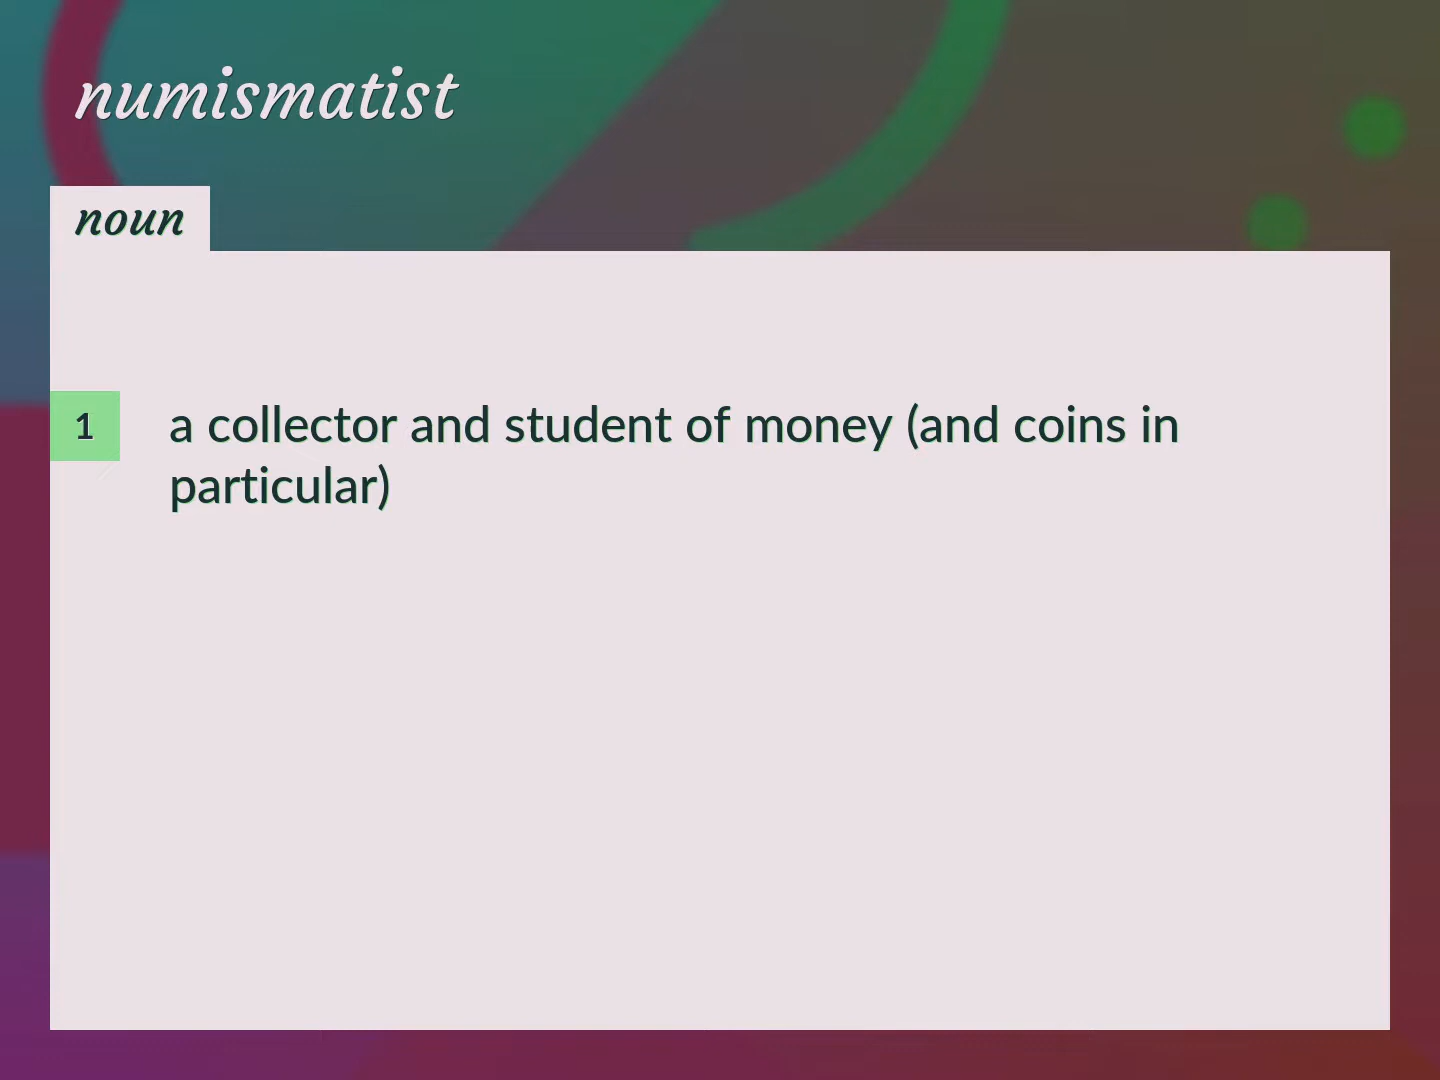 numismatist
noun
1 a collector and student of money (and coins in
particular)